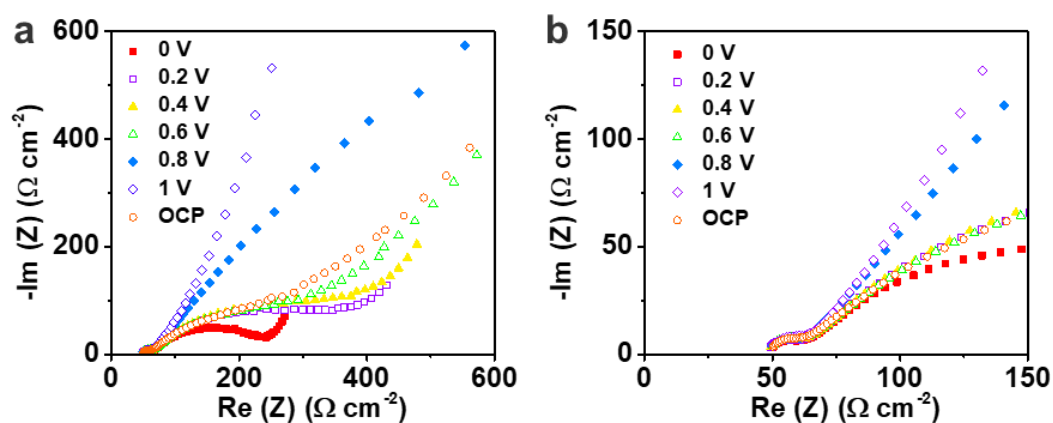 a
600
400
200
0
-Im (Z) (Ω cm⁻²)
0 V
0.2 V
0.4 V
0.6 V
0.8 V
1 V
OCP
0 200 400 600
Re (Z) (Ω cm⁻²)
b
150
100
50
0
-Im (Z) (Ω cm⁻²)
0 V
0.2 V
0.4 V
0.6 V
0.8 V
1 V
OCP
0 50 100 150
Re (Z) (Ω cm⁻²)